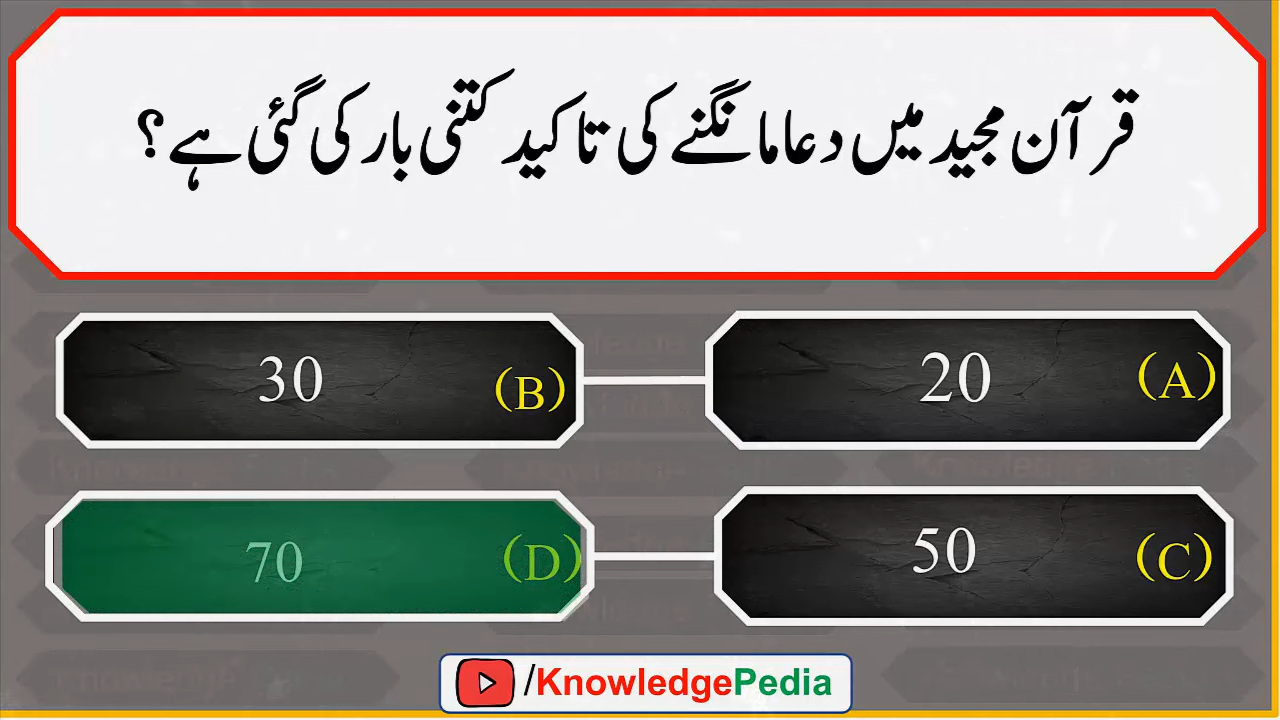 قرآن مجید میں دعا مانگنے کی تاکید کتنی بار کی گئی ہے؟
(A) 20
(B) 30
(C) 50
(D) 70
/KnowledgePedia